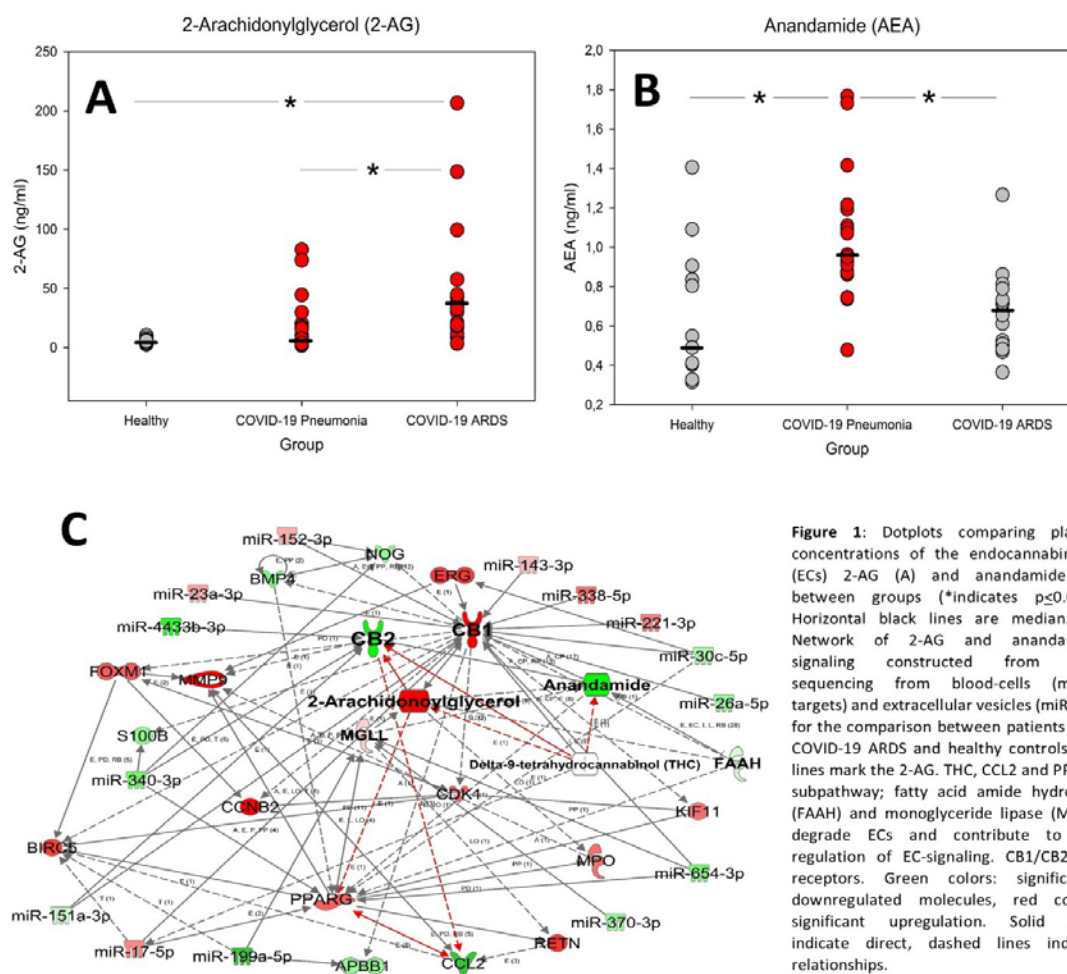 2-Arachidonylglycerol (2-AG)
A
250
200
150
100
50
0
2-AG (ng/ml)
*
*
Healthy
COVID-19 Pneumonia
COVID-19 ARDS
Group
Anandamide (AEA)
B
2,0
1,8
1,6
1,4
1,2
1,0
0,8
0,6
0,4
0,2
AEA (ng/ml)
*
*
Healthy
COVID-19 Pneumonia
COVID-19 ARDS
Group
C
miR-152-3p
NOG
BMP4
ERG
miR-143-3p
miR-23a-3p
miR-338-5p
miR-4433b-3p
CB2
CB1
miR-221-3p
miR-30c-5p
FOXM1
MMP9
Anandamide
miR-26a-5p
2-Arachidonoylglycerol
S100B
MGLL
Delta-9-tetrahydrocannabinol (THC)
FAAH
miR-340-3p
CCNB2
CDK4
KIF11
BIRC5
MPO
miR-654-3p
PPARG
miR-151a-3p
miR-370-3p
miR-17-5p
miR-199a-5p
RETN
APBB1
CCL2
Figure 1: Dotplots comparing pla
concentrations of the endocannabin
(ECs) 2-AG (A) and anandamide
between groups (*indicates p≤0.0
Horizontal black lines are median.
Network of 2-AG and anandan
signaling constructed from
sequencing from blood-cells (m
targets) and extracellular vesicles (miR
for the comparison between patients
COVID-19 ARDS and healthy controls
lines mark the 2-AG. THC, CCL2 and PP
subpathway; fatty acid amide hydro
(FAAH) and monoglyceride lipase (M
degrade ECs and contribute to
regulation of EC-signaling. CB1/CB2
receptors. Green colors: signific
downregulated molecules, red co
significant upregulation. Solid
indicate direct, dashed lines ind
relationships.